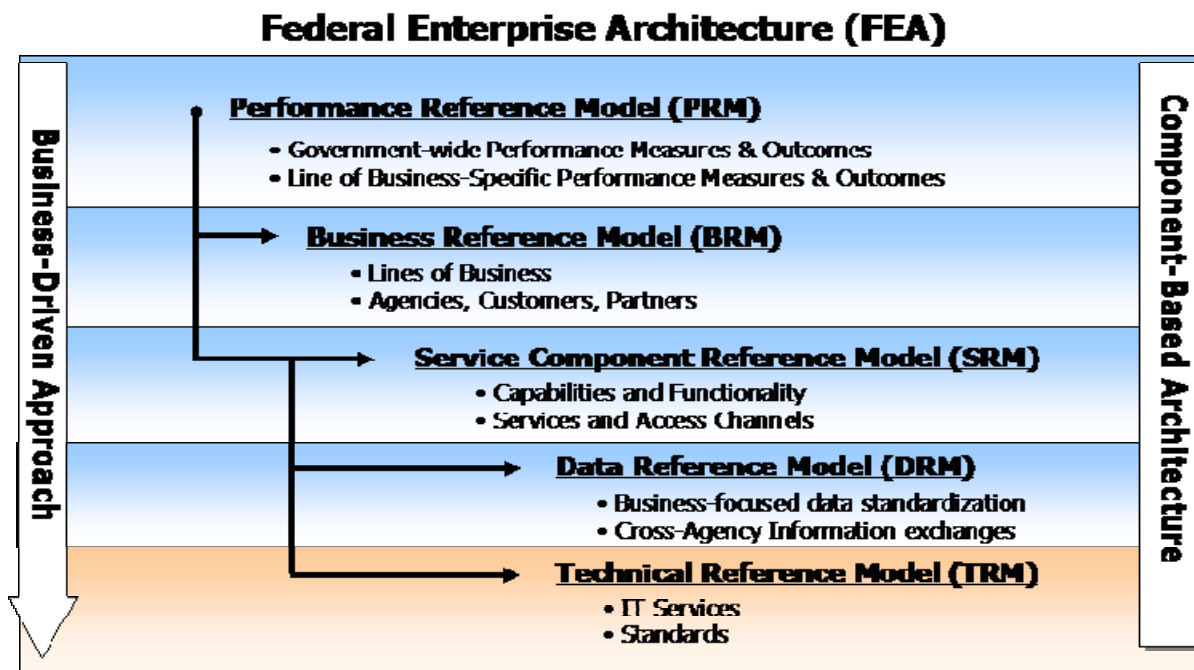 Federal Enterprise Architecture (FEA)
Business-Driven Approach
Performance Reference Model (PRM)
• Government-wide Performance Measures & Outcomes
• Line of Business-Specific Performance Measures & Outcomes
Business Reference Model (BRM)
• Lines of Business
• Agencies, Customers, Partners
Service Component Reference Model (SRM)
• Capabilities and Functionality
• Services and Access Channels
Data Reference Model (DRM)
• Business-focused data standardization
• Cross-Agency Information exchanges
Technical Reference Model (TRM)
• IT Services
• Standards
Component-Based Architecture